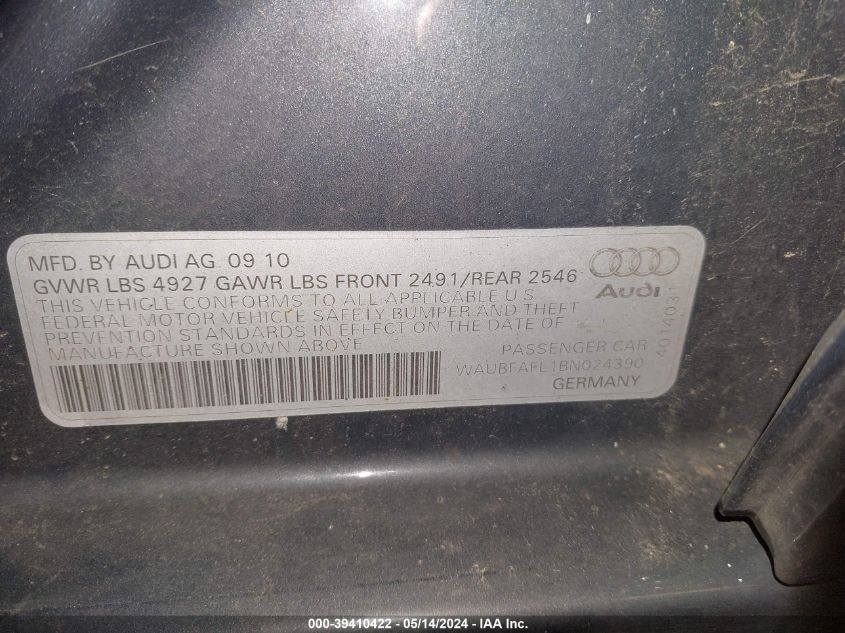 MFD. BY AUDI AG 09 10
GVWR LBS 4927 GAWR LBS FRONT 2491/REAR 2546
THIS VEHICLE CONFORMS TO ALL APPLICABLE U.S.
FEDERAL MOTOR VEHICLE SAFETY BUMPER AND THEFT
PREVENTION STANDARDS IN EFFECT ON THE DATE OF
MANUFACTURE SHOWN ABOVE
Audi
4014031
PASSENGER CAR
WAUBFAFL1BN024390
GERMANY
000-39410422 - 05/14/2024 - IAA Inc.